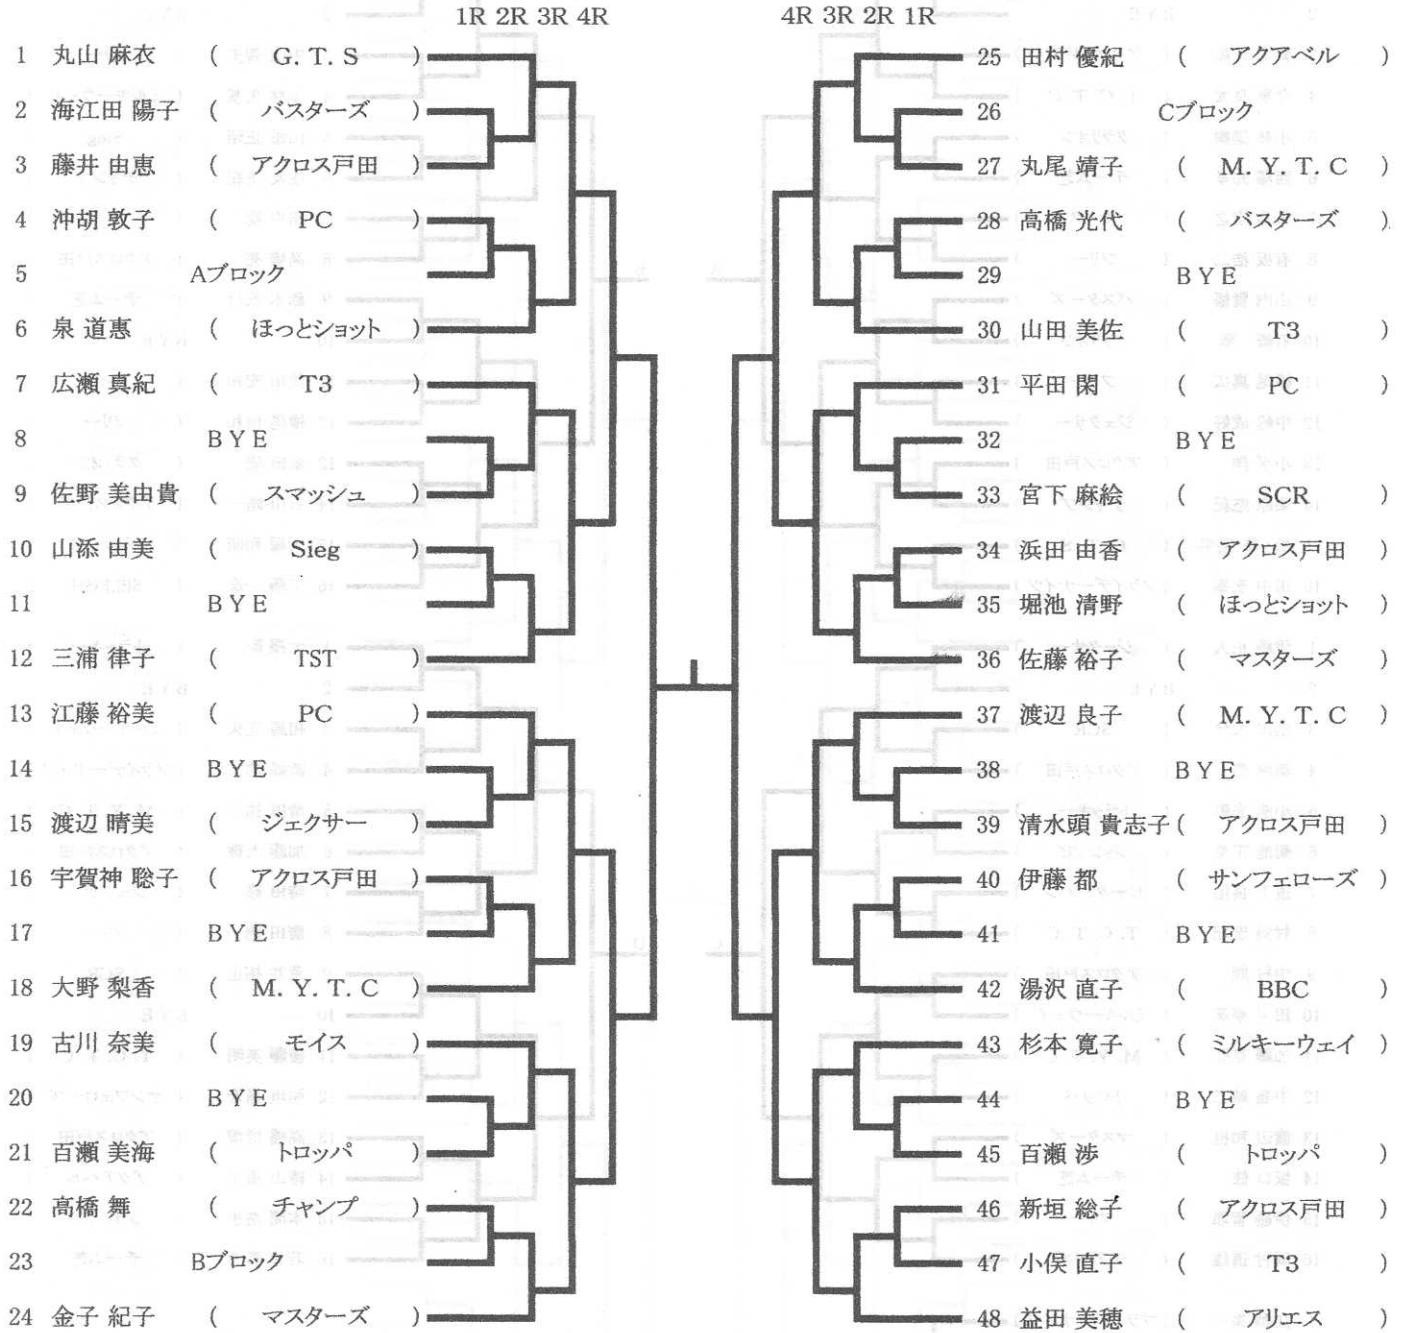 1R 2R 3R 4R
1 丸山 麻衣 ( G. T. S )
2 海江田 陽子 ( バスターズ )
3 藤井 由恵 ( アクロス戸田 )
4 沖胡 敦子 ( PC )
5 Aブロック
6 泉 道恵 ( ほっとショット )
7 広瀬 真紀 ( T3 )
8 BYE
9 佐野 美由貴 ( スマッシュ )
10 山添 由美 ( Sieg )
11 BYE
12 三浦 律子 ( TST )
13 江藤 裕美 ( PC )
14 BYE
15 渡辺 晴美 ( ジェクサー )
16 宇賀神 聡子 ( アクロス戸田 )
17 BYE
18 大野 梨香 ( M. Y. T. C )
19 古川 奈美 ( モイス )
20 BYE
21 百瀬 美海 ( トロッパ )
22 高橋 舞 ( チャンプ )
23 Bブロック
24 金子 紀子 ( マスターズ )
4R 3R 2R 1R
25 田村 優紀 ( アクアベル )
26 Cブロック
27 丸尾 靖子 ( M. Y. T. C )
28 高橋 光代 ( バスターズ )
29 BYE
30 山田 美佐 ( T3 )
31 平田 閑 ( PC )
32 BYE
33 宮下 麻絵 ( SCR )
34 浜田 由香 ( アクロス戸田 )
35 堀池 清野 ( ほっとショット )
36 佐藤 裕子 ( マスターズ )
37 渡辺 良子 ( M. Y. T. C )
38 BYE
39 清水頭 貴志子 ( アクロス戸田 )
40 伊藤 都 ( サンフェローズ )
41 BYE
42 湯沢 直子 ( BBC )
43 杉本 寛子 ( ミルキーウェイ )
44 BYE
45 百瀬 渉 ( トロッパ )
46 新垣 総子 ( アクロス戸田 )
47 小俣 直子 ( T3 )
48 益田 美穂 ( アリエス )